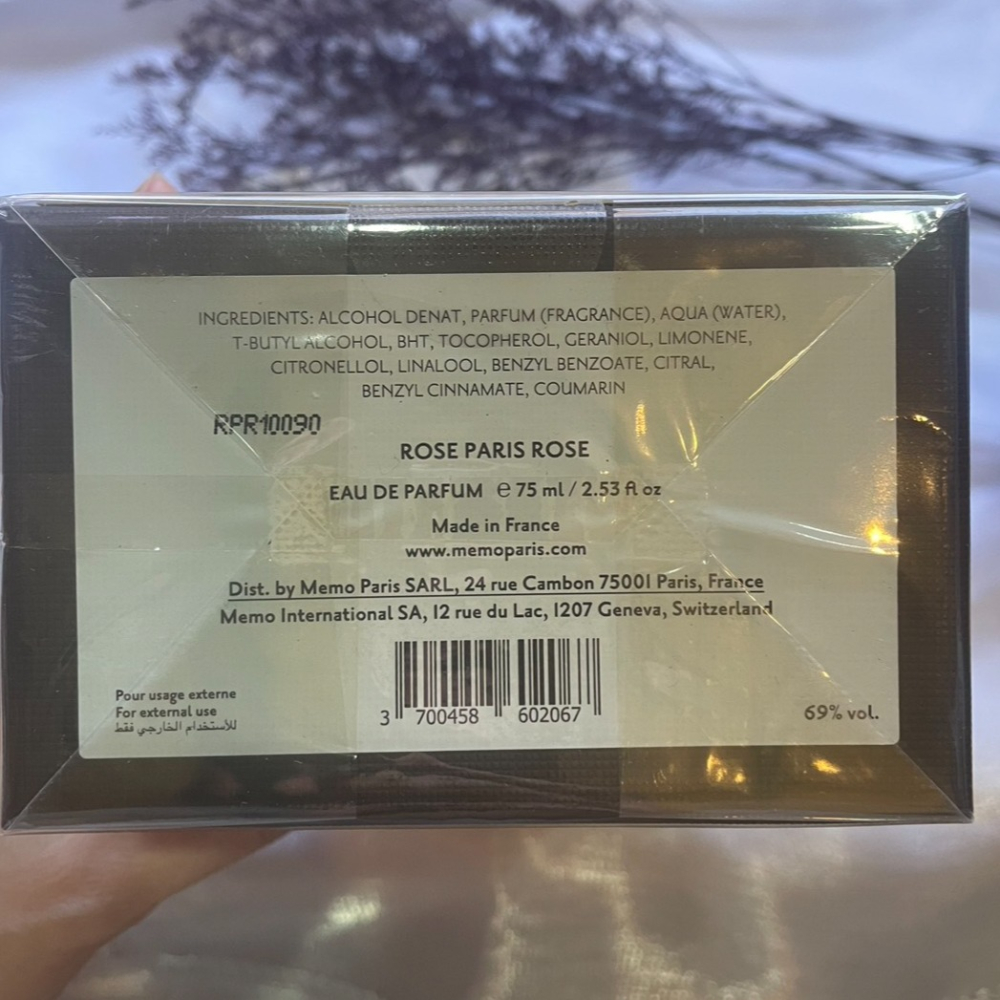 INGREDIENTS: ALCOHOL DENAT, PARFUM (FRAGRANCE), AQUA (WATER),
T-BUTYL ALCOHOL, BHT, TOCOPHEROL, GERANIOL, LIMONENE,
CITRONELLOL, LINALOOL, BENZYL BENZOATE, CITRAL,
BENZYL CINNAMATE, COUMARIN
RPR10090
ROSE PARIS ROSE
EAU DE PARFUM ℮ 75 ml / 2.53 fl oz
Made in France
www.memoparis.com
Dist. by Memo Paris SARL, 24 rue Cambon 75001 Paris, France
Memo International SA, 12 rue du Lac, 1207 Geneva, Switzerland
Pour usage externe
For external use
للأستخدام الخارجي فقط
3 700458 602067
69% vol.